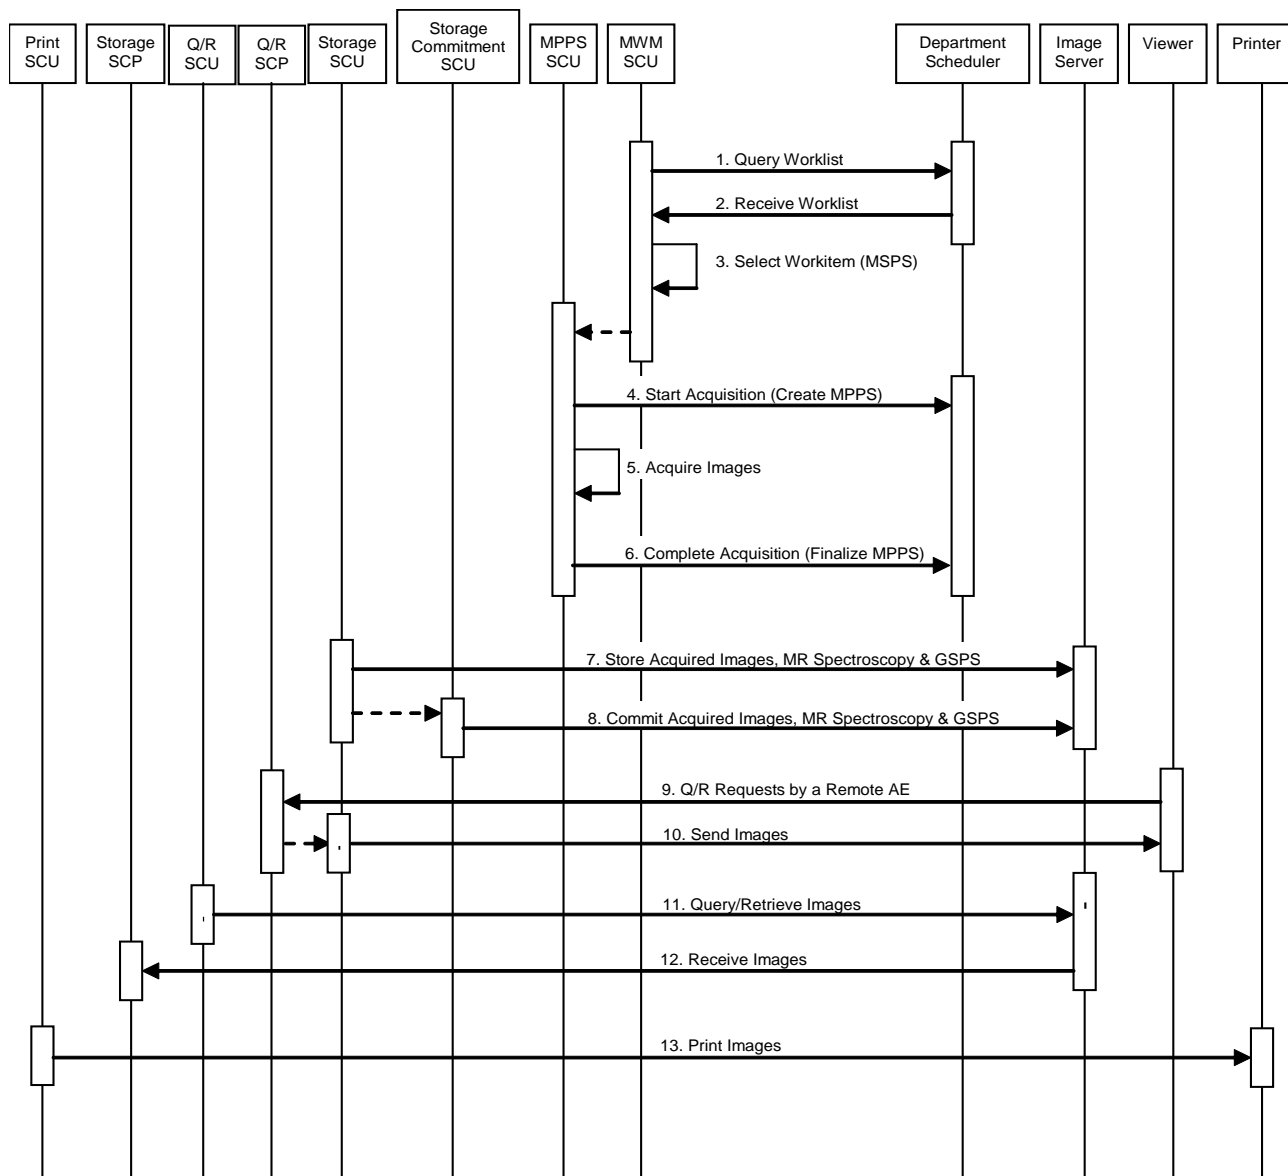 Print
SCU
Storage
SCP
Q/R
SCU
Q/R
SCP
Storage
SCU
Storage
Commitment
SCU
MPPS
SCU
MWM
SCU
Department
Scheduler
Image
Server
Viewer
Printer
1. Query Worklist
2. Receive Worklist
3. Select Workitem (MSPS)
4. Start Acquisition (Create MPPS)
5. Acquire Images
6. Complete Acquisition (Finalize MPPS)
7. Store Acquired Images, MR Spectroscopy & GSPS
8. Commit Acquired Images, MR Spectroscopy & GSPS
9. Q/R Requests by a Remote AE
10. Send Images
11. Query/Retrieve Images
12. Receive Images
13. Print Images